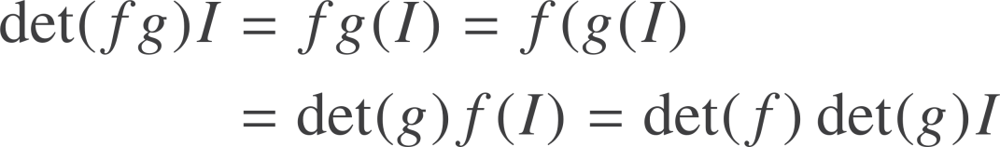 det(fg)I = fg(I) = f(g(I)
= det(g)f(I) = det(f) det(g)I